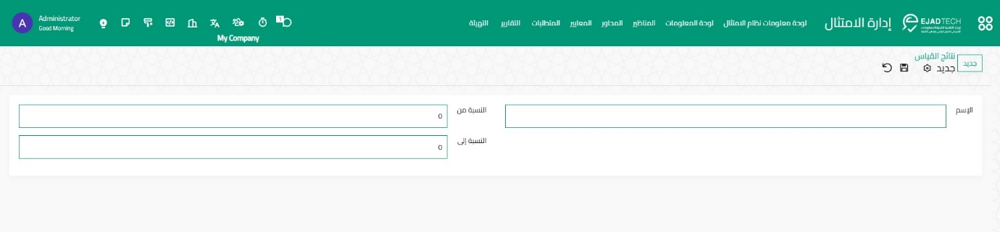 إدارة الامتثال
EJADTECH
لوحة معلومات نظام الامتثال
لوحة المعلومات
المناظير
المحاور
المعايير
المتطلبات
التقارير
التهيئة
1
My Company
Administrator
Good Morning
A
جديد
نتائج القياس
جديد
الإسم
النسبة من
0
النسبة إلى
0